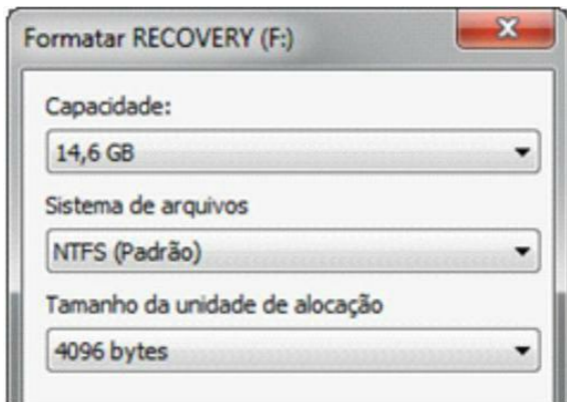 Formatar RECOVERY (F:)
Capacidade:
14,6 GB
Sistema de arquivos
NTFS (Padrão)
Tamanho da unidade de alocação
4096 bytes